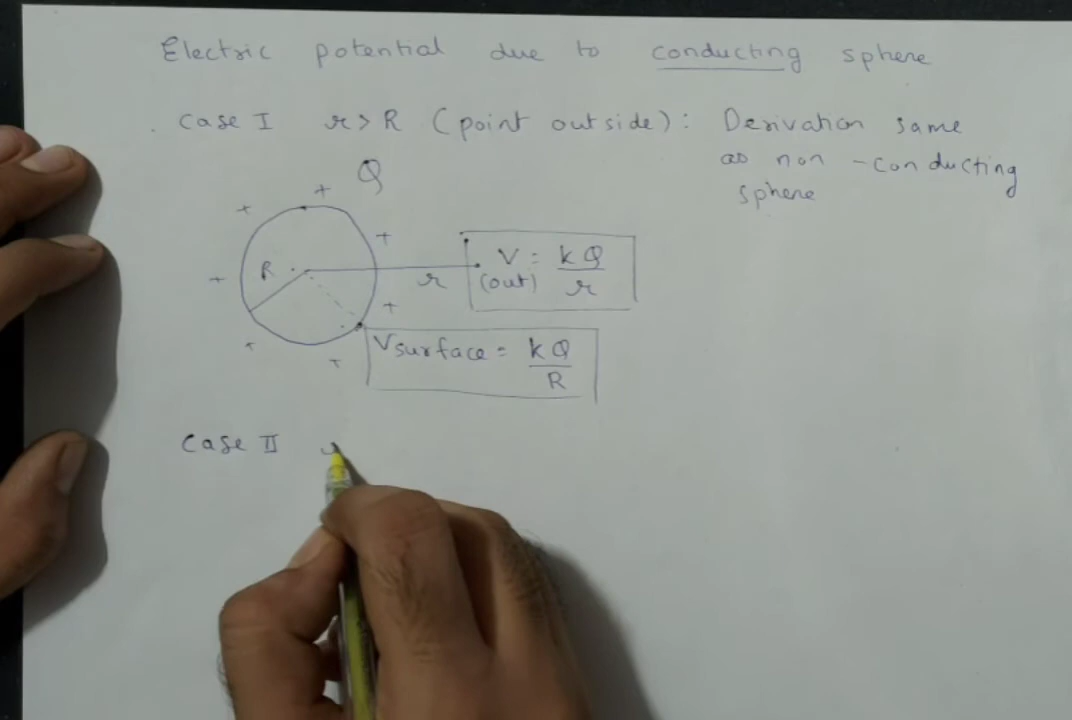 Electric potential due to conducting sphere
Case I r > R (point outside): Derivation same
as non-conducting
sphere
Q
+ +
+
R
+
r
V = kQ/r
(out)
+
Vsurface = kQ/R
+ +
Case II